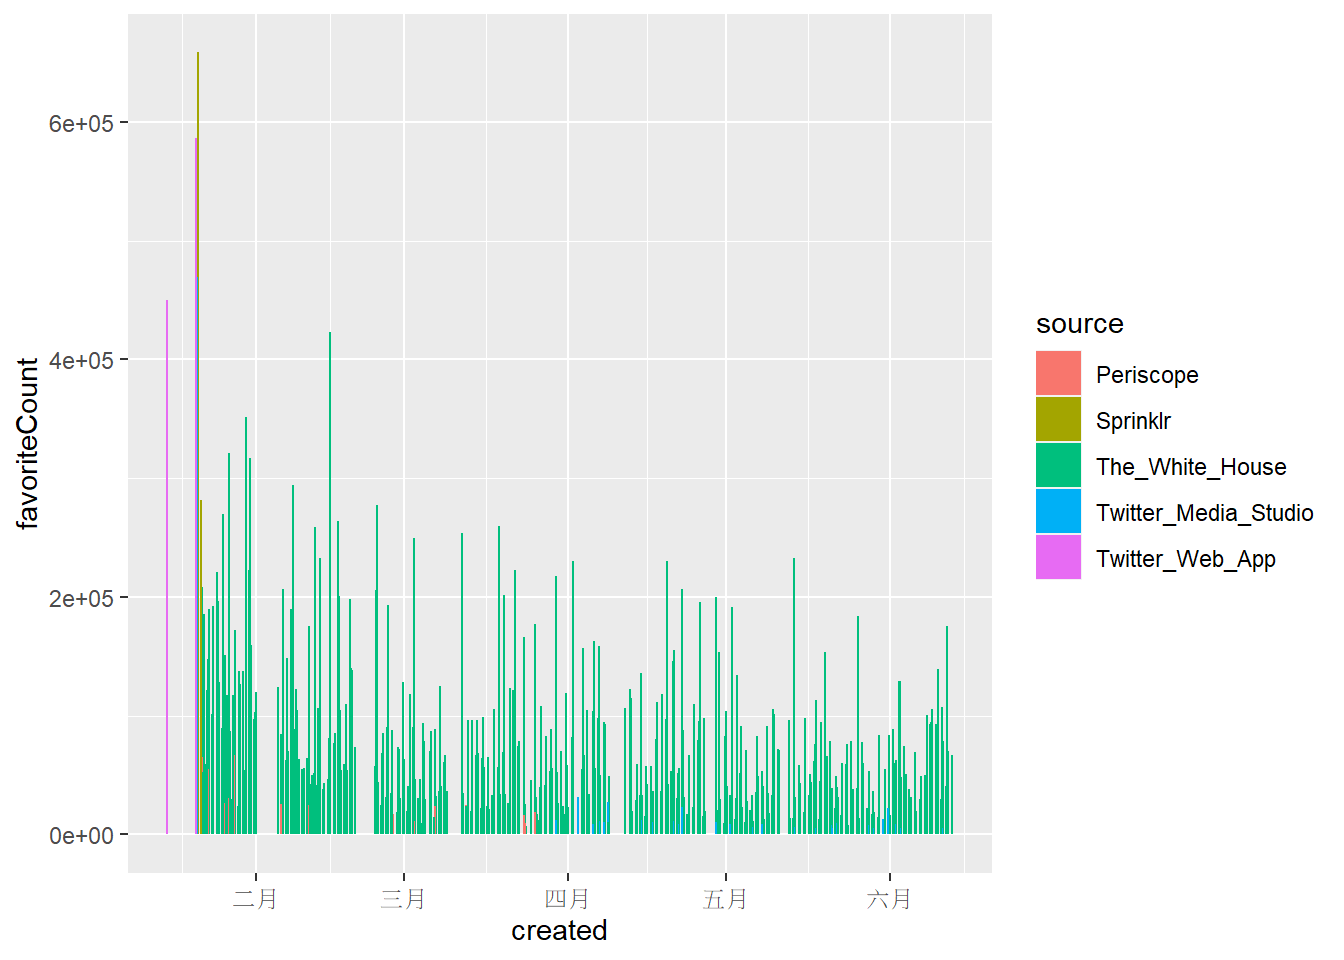 6e+05
4e+05
2e+05
0e+00
favoriteCount
二月
三月
四月
五月
六月
created
source
Periscope
Sprinklr
The_White_House
Twitter_Media_Studio
Twitter_Web_App